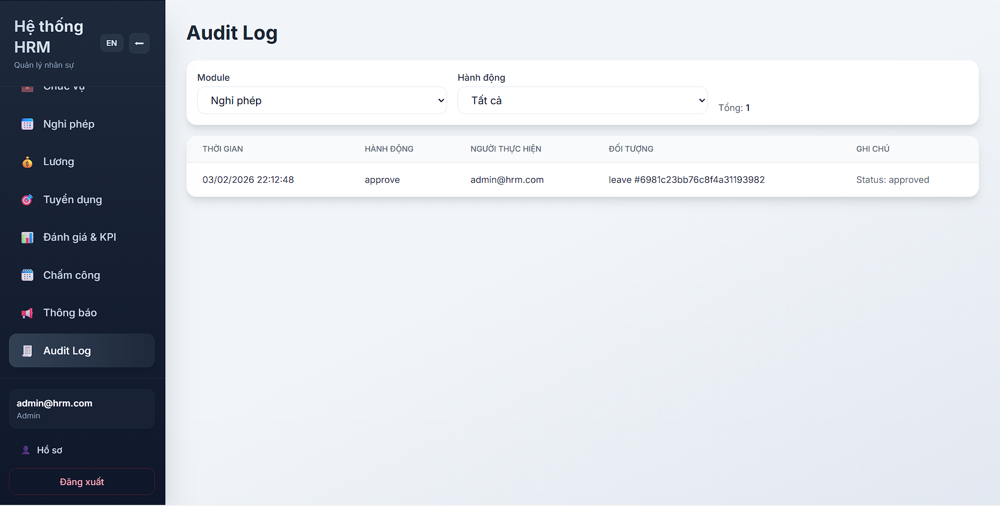 Hệ thống
HRM
Quản lý nhân sự
EN
Chức vụ
Nghỉ phép
Lương
Tuyển dụng
Đánh giá & KPI
Chấm công
Thông báo
Audit Log
admin@hrm.com
Admin
Hồ sơ
Đăng xuất
Audit Log
Module
Hành động
Nghỉ phép
Tất cả
Tổng: 1
THỜI GIAN HÀNH ĐỘNG NGƯỜI THỰC HIỆN ĐỐI TƯỢNG GHI CHÚ
03/02/2026 22:12:48 approve admin@hrm.com leave #6981c23bb76c8f4a31193982 Status: approved